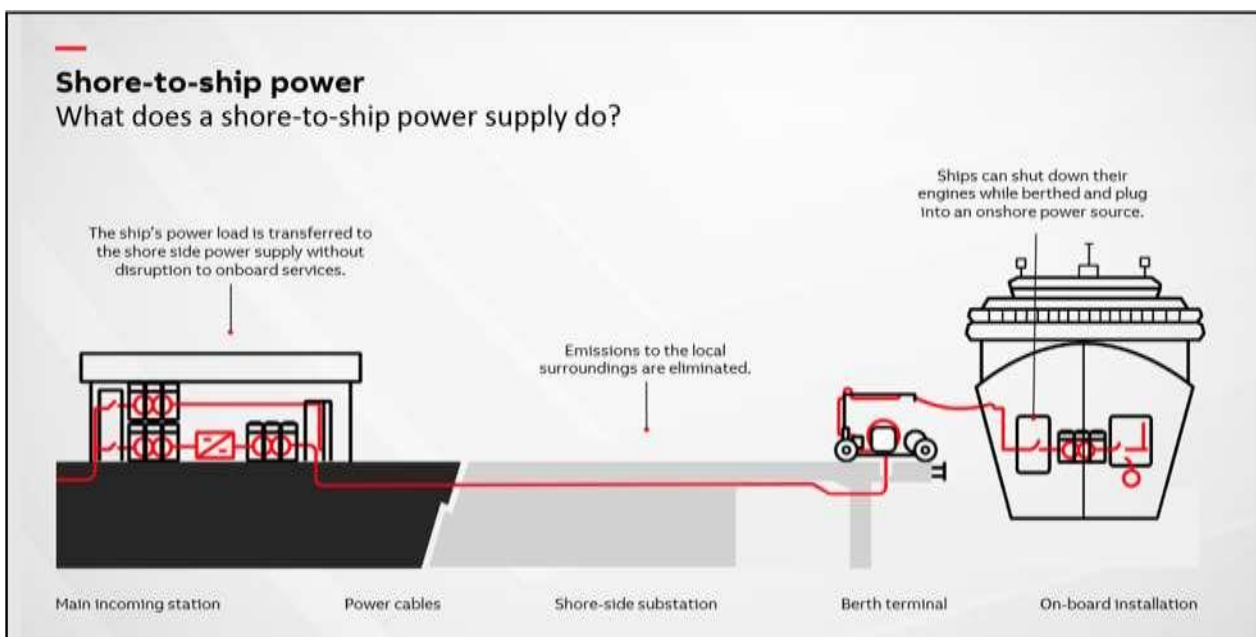 Shore-to-ship power
What does a shore-to-ship power supply do?
Ships can shut down their
engines while berthed and plug
into an onshore power source.
The ship's power load is transferred to
the shore side power supply without
disruption to onboard services.
Emissions to the local
surroundings are eliminated.
Main incoming station
Power cables
Shore-side substation
Berth terminal
On-board installation